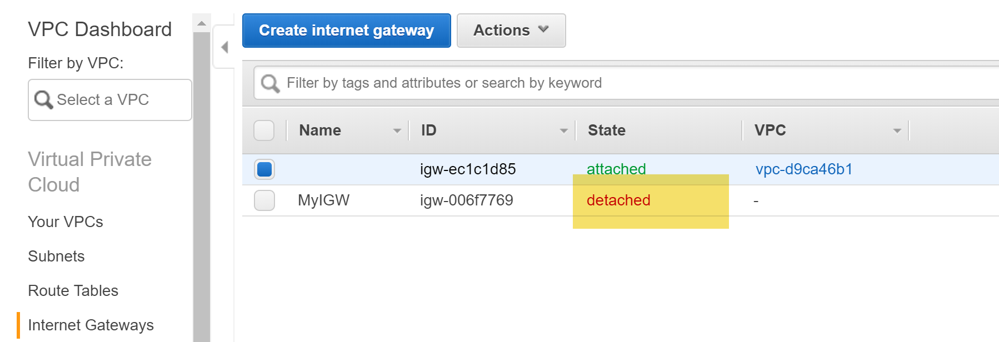 VPC Dashboard
Filter by VPC:
Select a VPC
Virtual Private
Cloud
Your VPCs
Subnets
Route Tables
Internet Gateways
Create internet gateway Actions
Filter by tags and attributes or search by keyword
Name ID State VPC
igw-ec1c1d85 attached vpc-d9ca46b1
MyIGW igw-006f7769 detached -